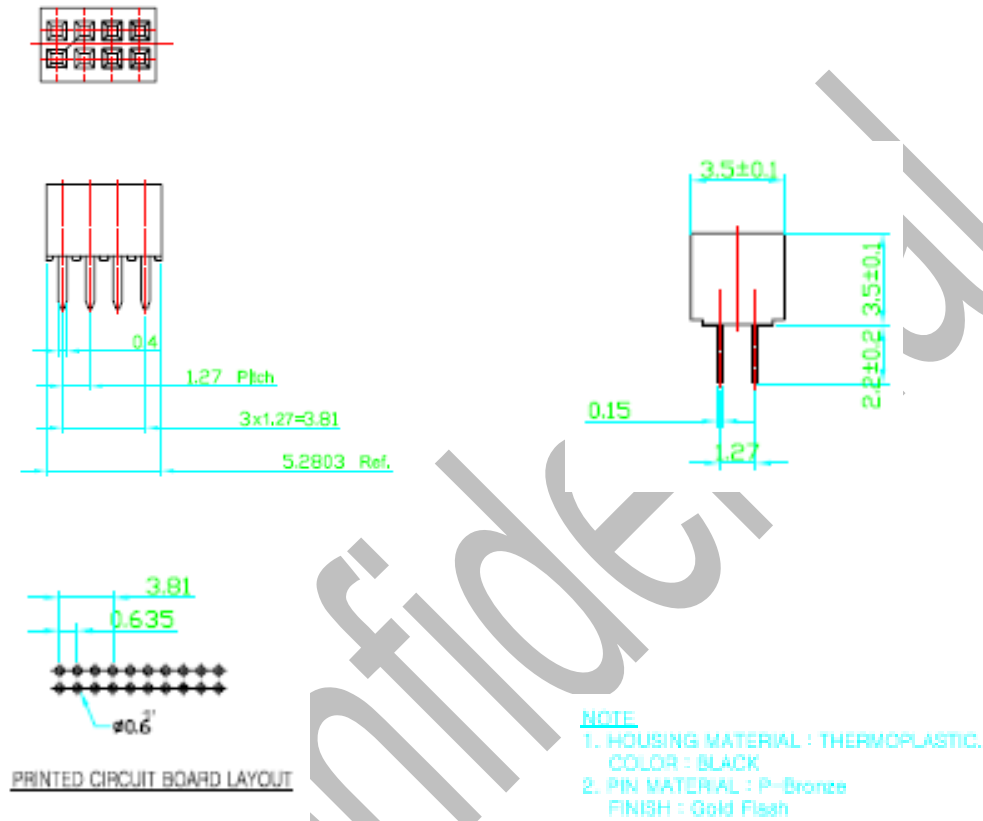 3.5±0.1
3.5±0.1
2.2±0.2
0.4
1.27 Pitch
3x1.27=3.81
5.2803 Ref.
0.15
1.27
3.81
0.635
ø0.6
PRINTED CIRCUIT BOARD LAYOUT
NOTE
1. HOUSING MATERIAL : THERMOPLASTIC.
COLOR : BLACK
2. PIN MATERIAL : P-Bronze
FINISH : Gold Flash